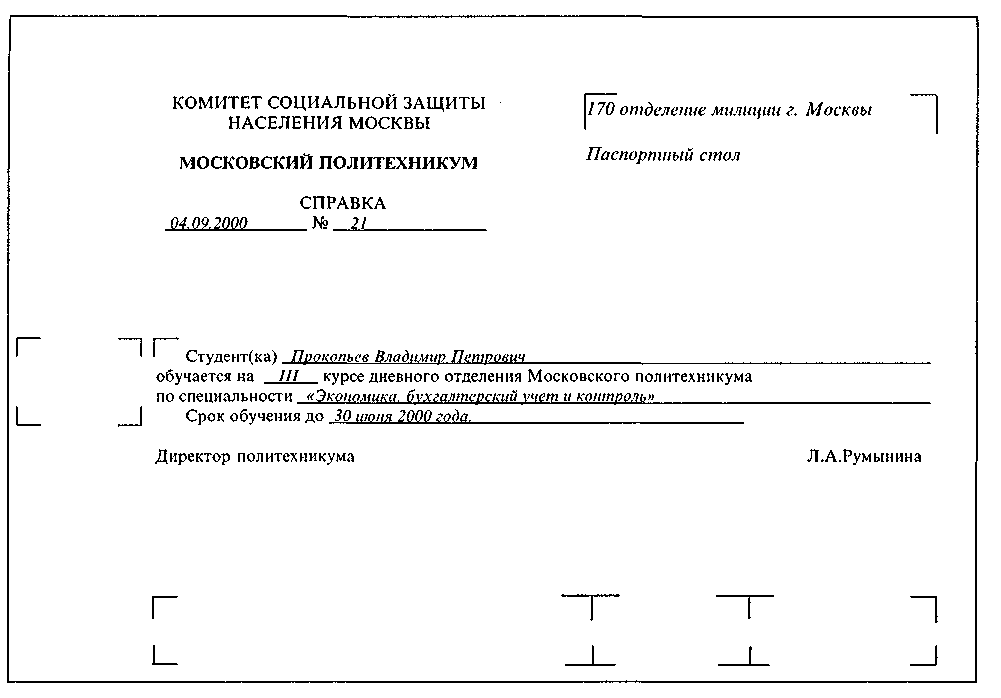 КОМИТЕТ СОЦИАЛЬНОЙ ЗАЩИТЫ
НАСЕЛЕНИЯ МОСКВЫ
МОСКОВСКИЙ ПОЛИТЕХНИКУМ
СПРАВКА
04.09.2000 № 21
170 отделение милиции г. Москвы
Паспортный стол
Студент(ка) Прокопьев Владимир Петрович
обучается на III курсе дневного отделения Московского политехникума
по специальности «Экономика, бухгалтерский учет и контроль»
Срок обучения до 30 июня 2000 года.
Директор политехникума Л.А.Румынина